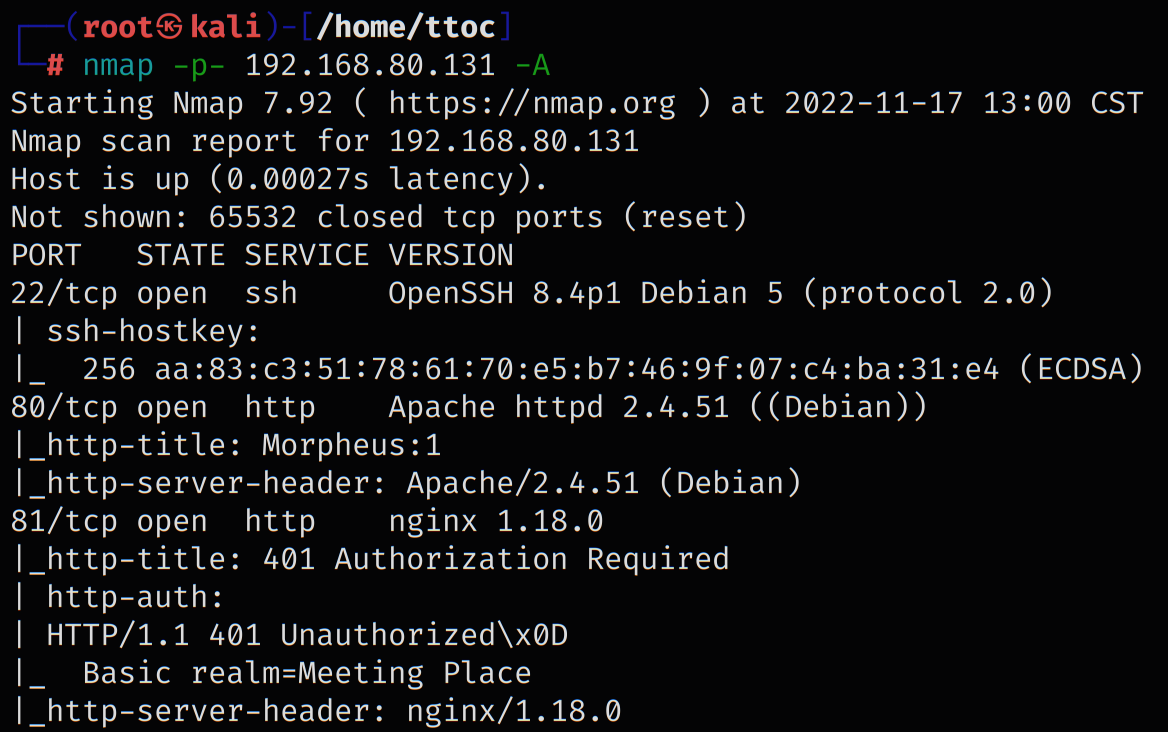 ┌──(root㉿kali)-[/home/ttoc]
└─# nmap -p- 192.168.80.131 -A
Starting Nmap 7.92 ( https://nmap.org ) at 2022-11-17 13:00 CST
Nmap scan report for 192.168.80.131
Host is up (0.00027s latency).
Not shown: 65532 closed tcp ports (reset)
PORT   STATE SERVICE VERSION
22/tcp open  ssh     OpenSSH 8.4p1 Debian 5 (protocol 2.0)
| ssh-hostkey:
|_  256 aa:83:c3:51:78:61:70:e5:b7:46:9f:07:c4:ba:31:e4 (ECDSA)
80/tcp open  http    Apache httpd 2.4.51 ((Debian))
|_http-title: Morpheus:1
|_http-server-header: Apache/2.4.51 (Debian)
81/tcp open  http    nginx 1.18.0
|_http-title: 401 Authorization Required
| http-auth:
| HTTP/1.1 401 Unauthorized\x0D
|_  Basic realm=Meeting Place
|_http-server-header: nginx/1.18.0